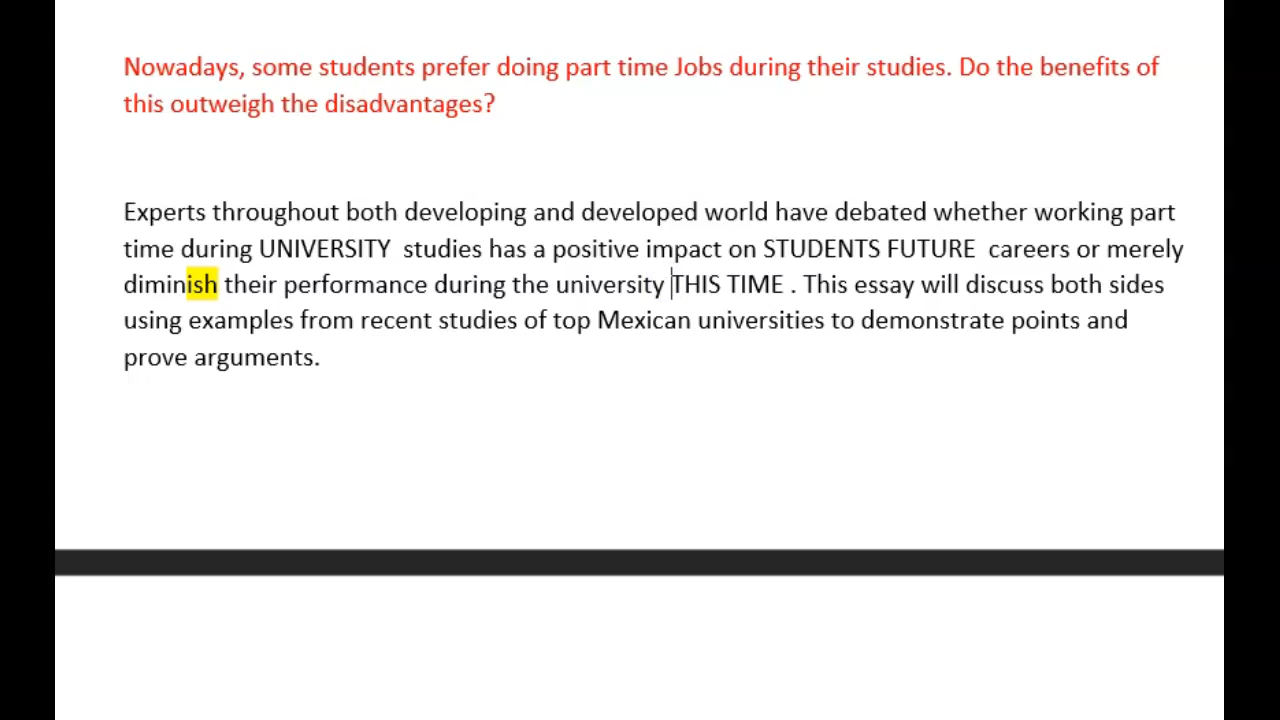 Nowadays, some students prefer doing part time Jobs during their studies. Do the benefits of
this outweigh the disadvantages?
Experts throughout both developing and developed world have debated whether working part
time during UNIVERSITY  studies has a positive impact on STUDENTS FUTURE  careers or merely
diminish their performance during the university THIS TIME . This essay will discuss both sides
using examples from recent studies of top Mexican universities to demonstrate points and
prove arguments.